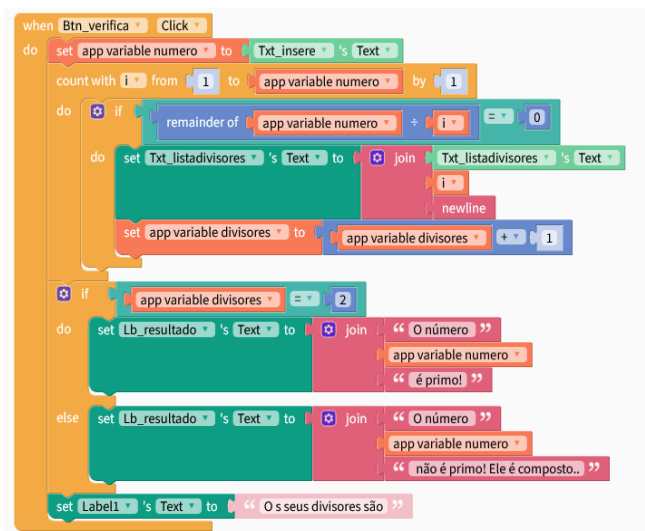 when Btn_verifica Click
do set app variable numero to Txt_insere 's Text
count with i from 1 to app variable numero by 1
do if remainder of app variable numero ÷ i = 0
do set Txt_listadivisores 's Text to join Txt_listadivisores 's Text
i
newline
set app variable divisores to app variable divisores + 1
if app variable divisores = 2
do set Lb_resultado 's Text to join “ O número ”
app variable numero
“ é primo! ”
else set Lb_resultado 's Text to join “ O número ”
app variable numero
“ não é primo! Ele é composto.. ”
set Label1 's Text to “ O s seus divisores são ”